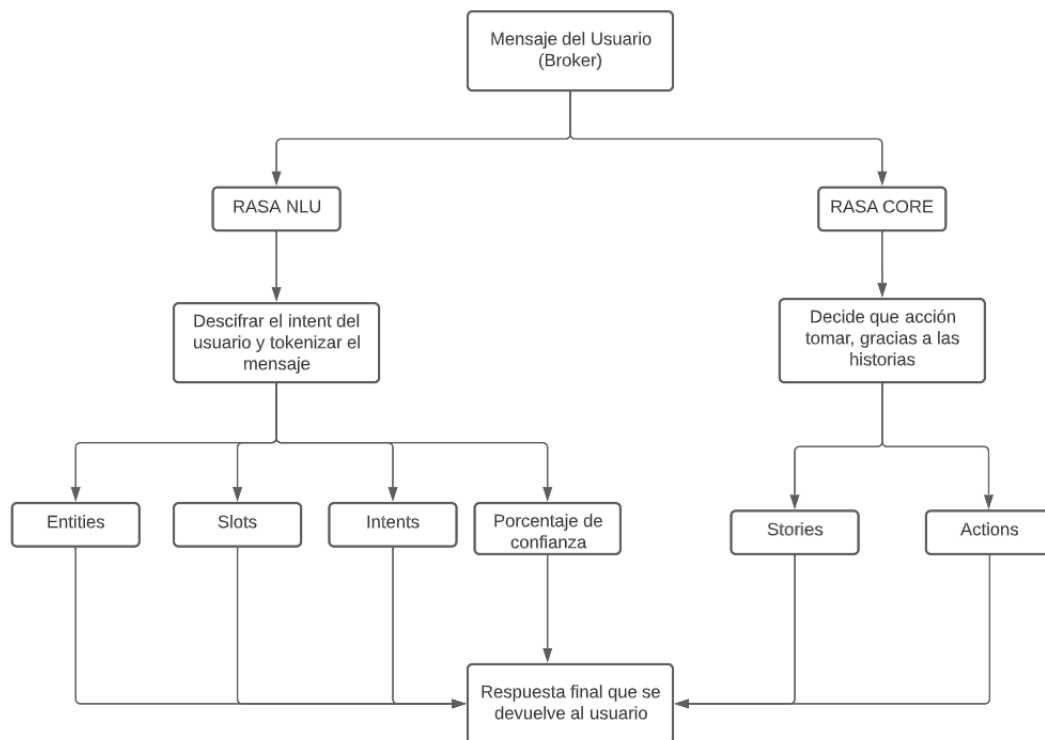 Mensaje del Usuario
(Broker)
RASA NLU
RASA CORE
Descifrar el intent del
usuario y tokenizar el
mensaje
Decide que acción
tomar, gracias a las
historias
Entities
Slots
Intents
Porcentaje de
confianza
Stories
Actions
Respuesta final que se
devuelve al usuario